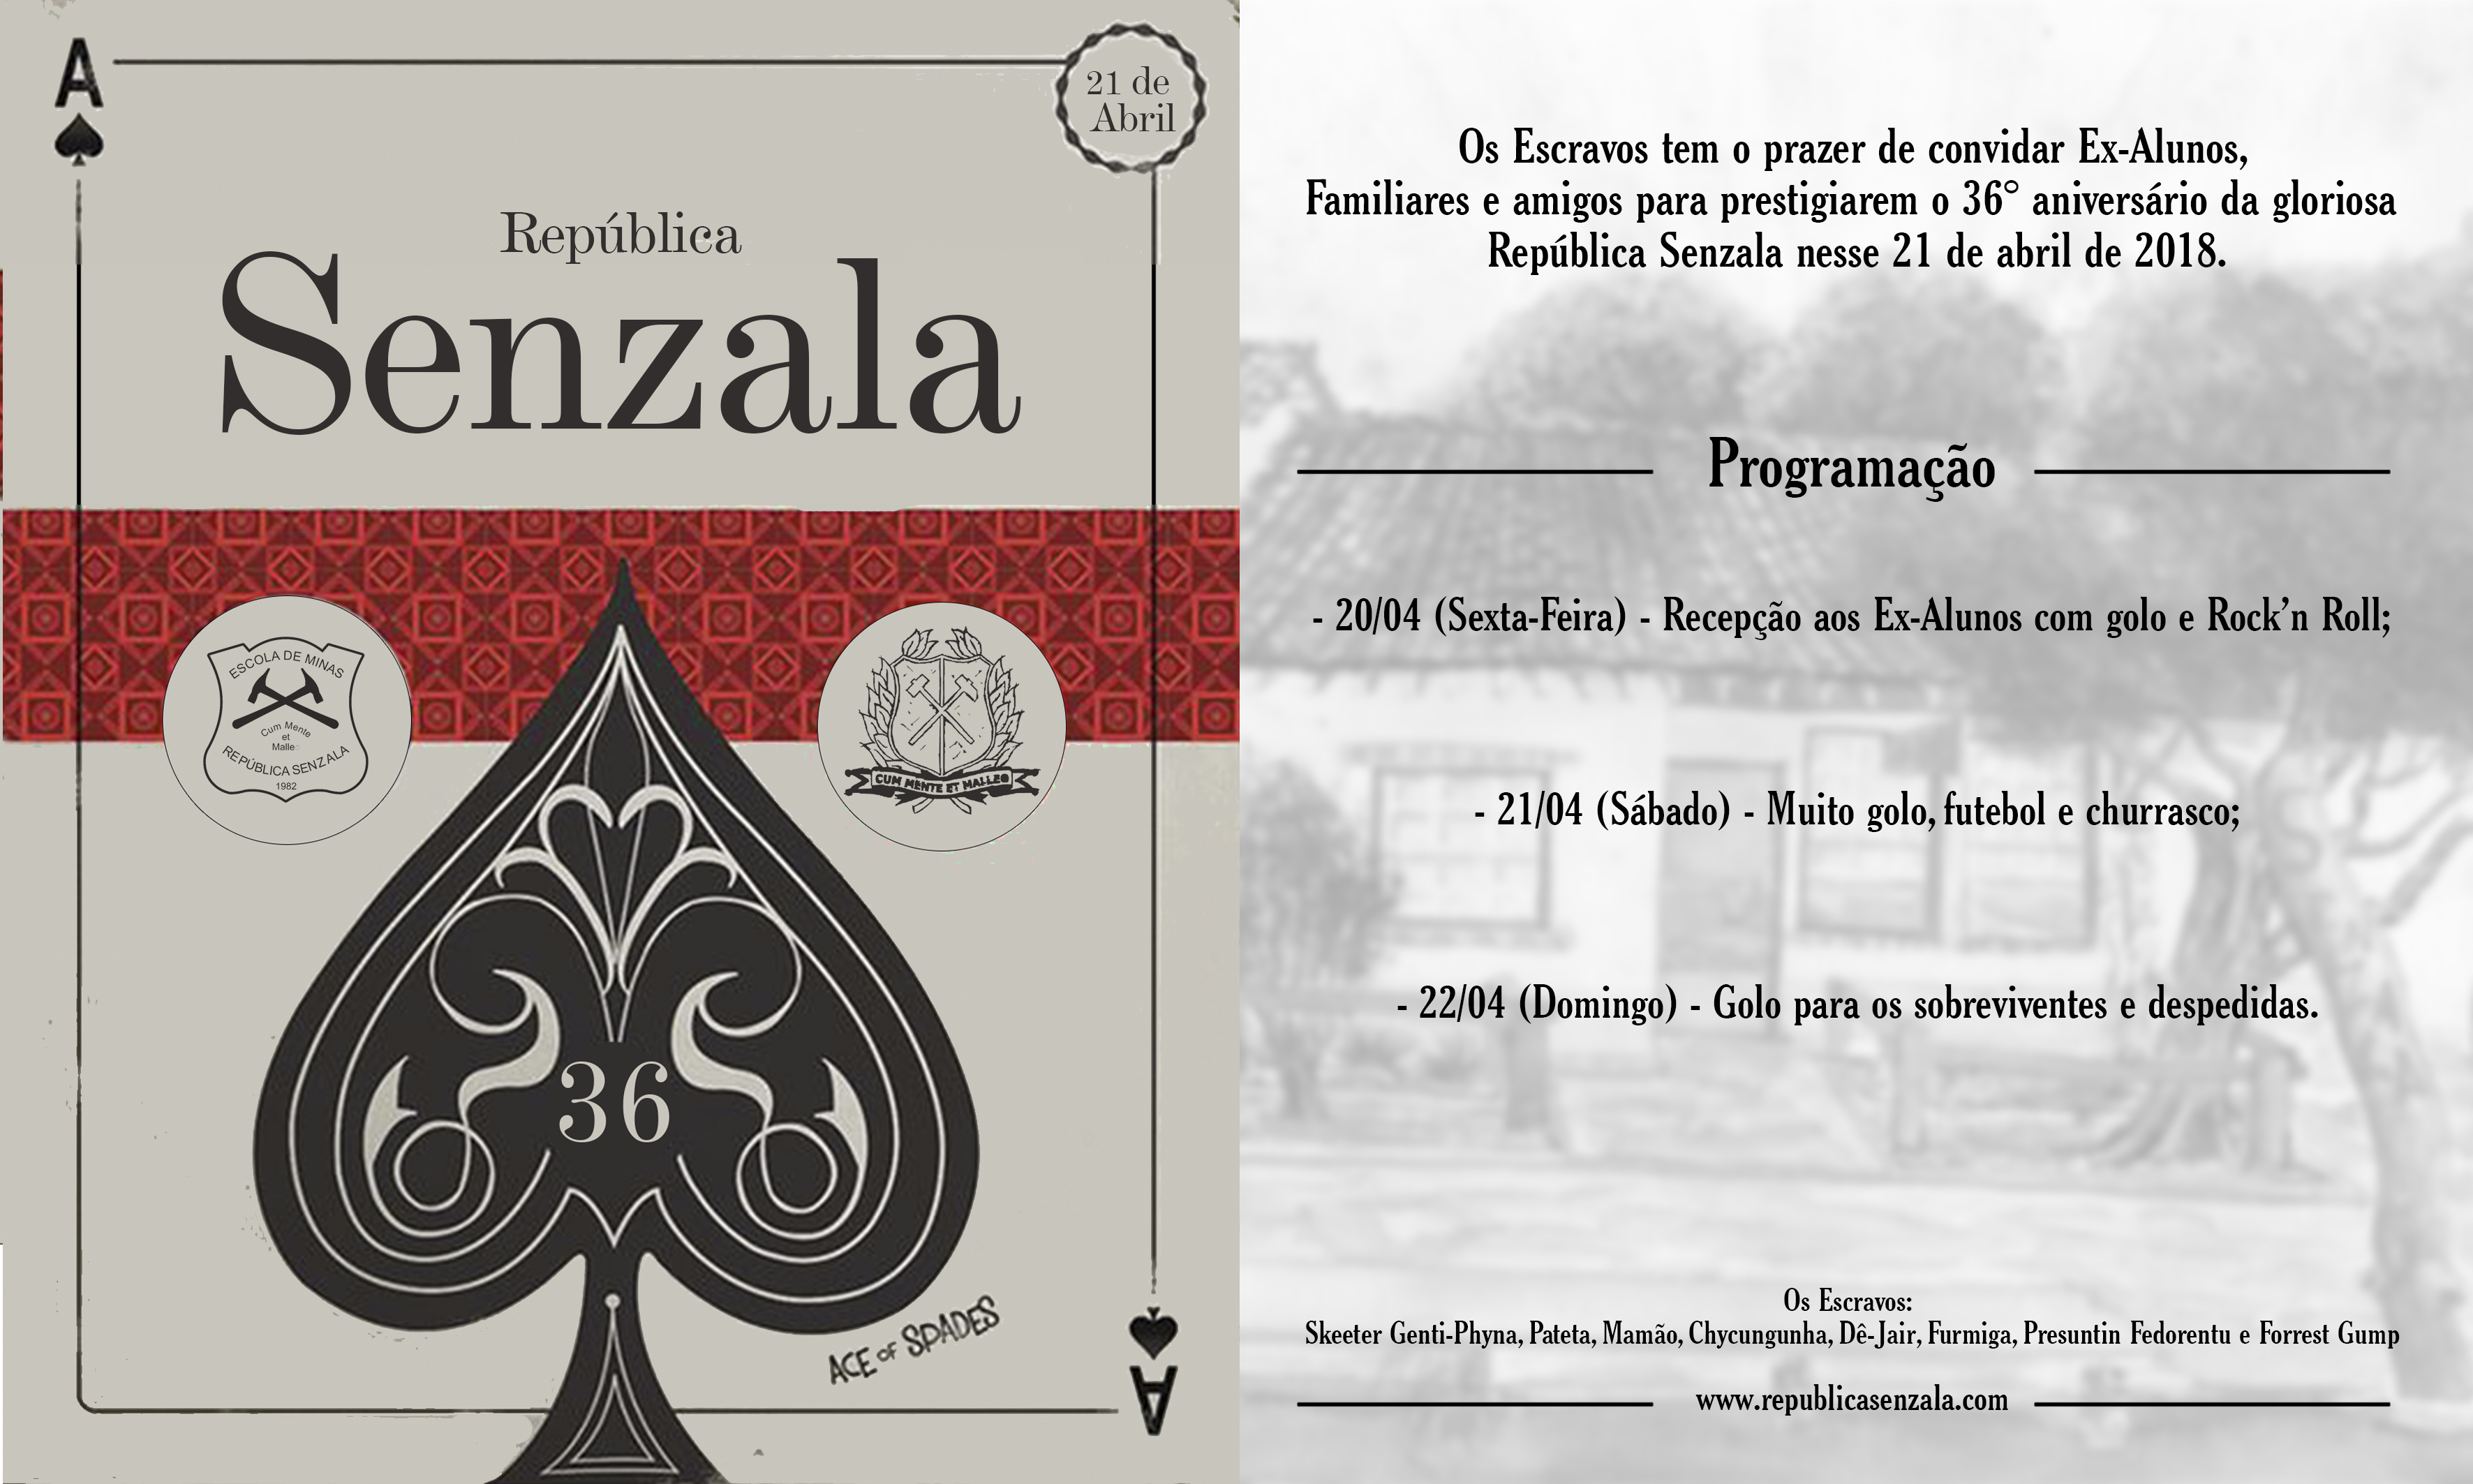 A
21 de
Abril
República
Senzala
ESCOLA DE MINAS
Cum Mente
et
Malleo
REPÚBLICA SENZALA
1982
CUM MENTE ET MALLEO
36
ACE OF SPADES
A
Os Escravos tem o prazer de convidar Ex-Alunos,
Familiares e amigos para prestigiarem o 36° aniversário da gloriosa
República Senzala nesse 21 de abril de 2018.
Programação
- 20/04 (Sexta-Feira) - Recepção aos Ex-Alunos com golo e Rock’n Roll;
- 21/04 (Sábado) - Muito golo, futebol e churrasco;
- 22/04 (Domingo) - Golo para os sobreviventes e despedidas.
Os Escravos:
Skeeter Genti-Phyna, Pateta, Mamão, Chycungunha, Dê-Jair, Furmiga, Presuntin Fedorentu e Forrest Gump
www.republicasenzala.com